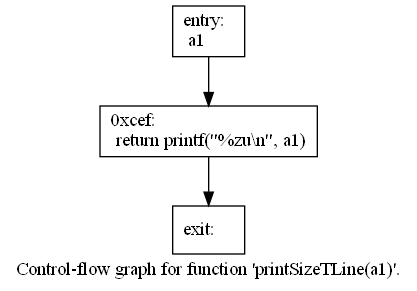 entry:
a1
0xcef:
return printf("%zu\n", a1)
exit:
Control-flow graph for function 'printSizeTLine(a1)'.